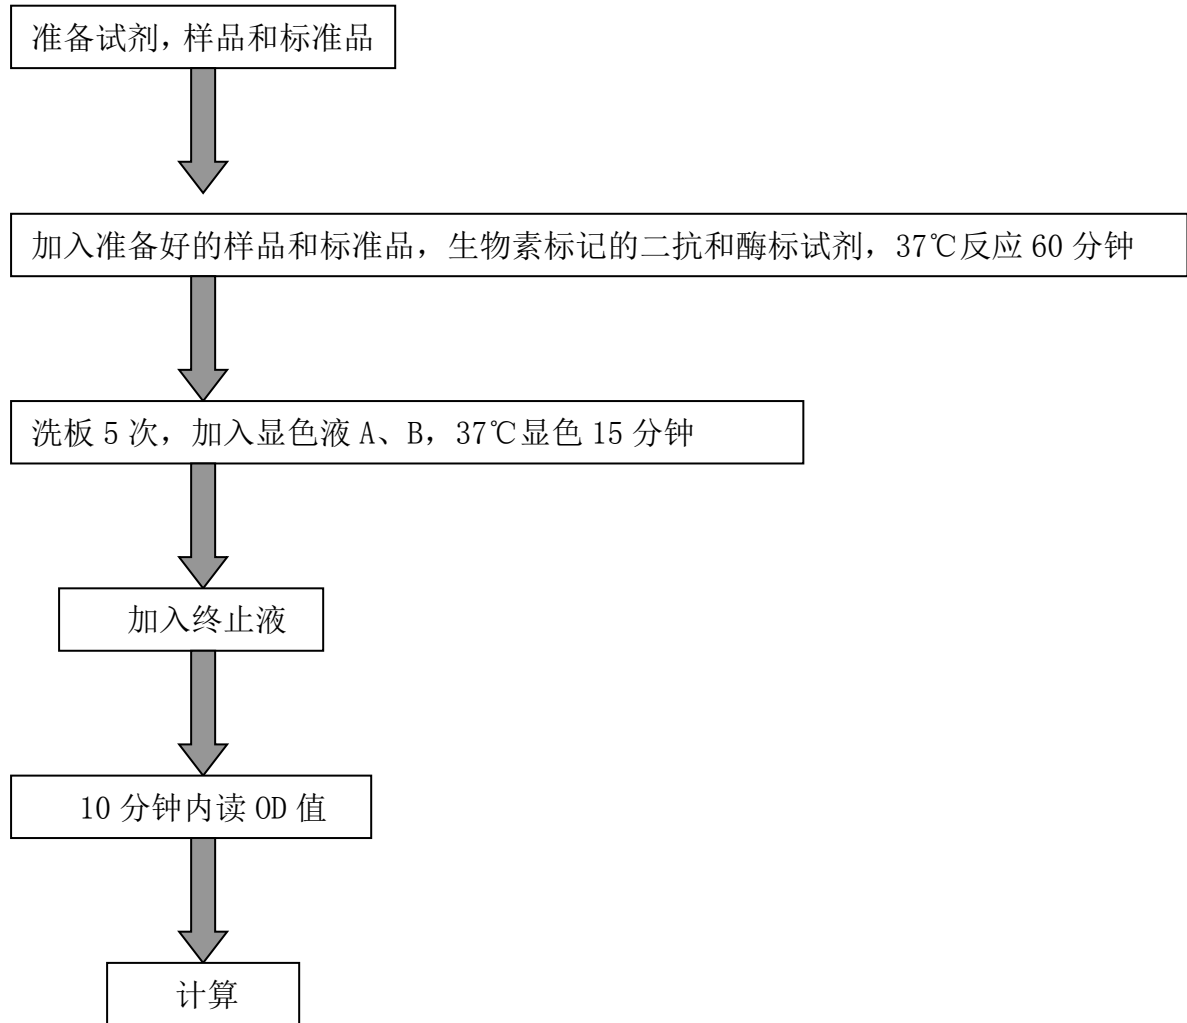 准备试剂，样品和标准品
加入准备好的样品和标准品，生物素标记的二抗和酶标试剂，37℃反应 60 分钟
洗板 5 次，加入显色液 A、B，37℃显色 15 分钟
加入终止液
10 分钟内读 OD 值
计算